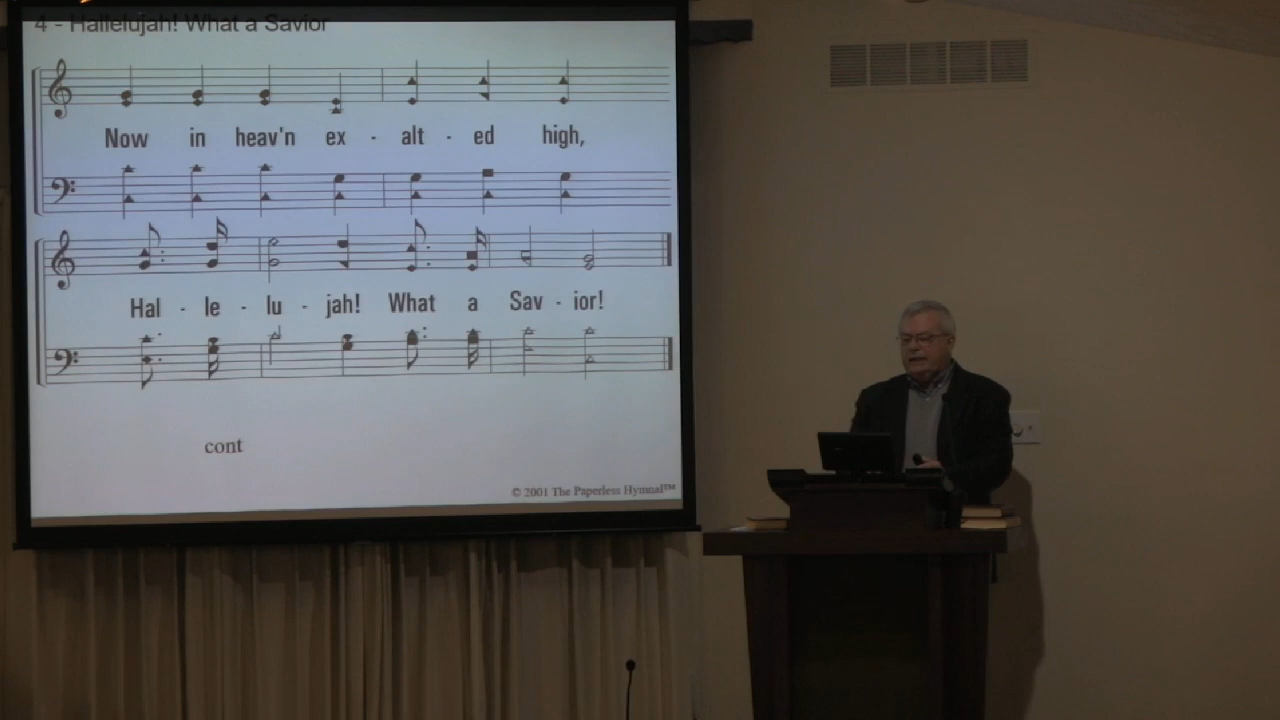 4 - Hallelujah! What a Savior
Now in heav'n ex - alt - ed high,
Hal - le - lu - jah! What a Sav - ior!
cont
© 2001 The Paperless Hymnal™